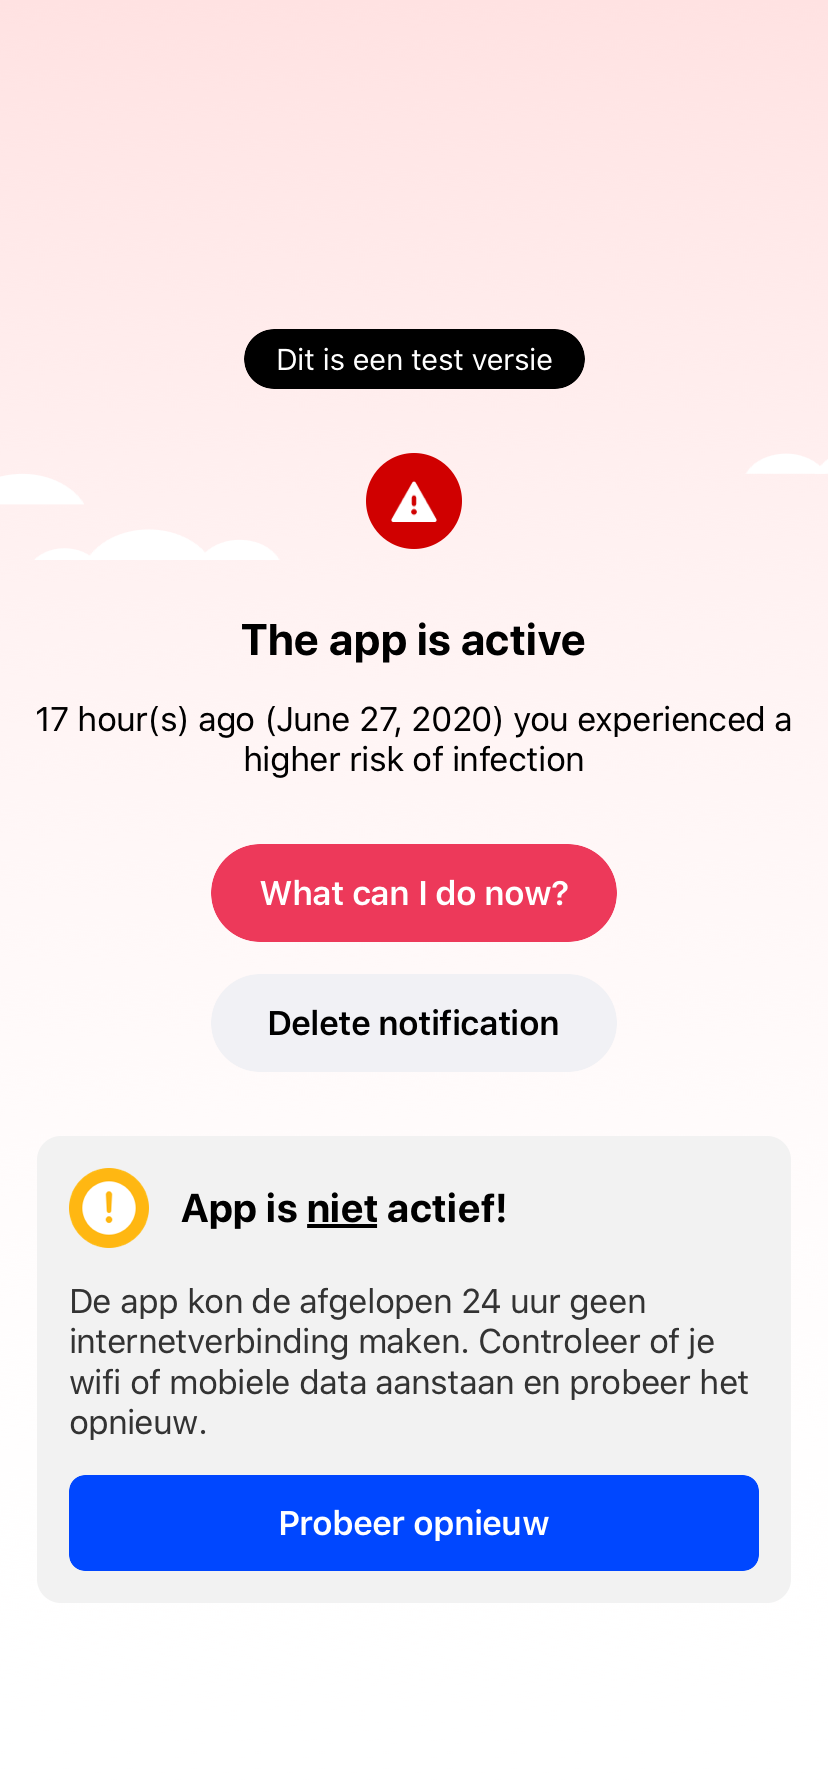 Dit is een test versie
The app is active
17 hour(s) ago (June 27, 2020) you experienced a
higher risk of infection
What can I do now?
Delete notification
App is niet actief!
De app kon de afgelopen 24 uur geen
internetverbinding maken. Controleer of je
wifi of mobiele data aanstaan en probeer het
opnieuw.
Probeer opnieuw